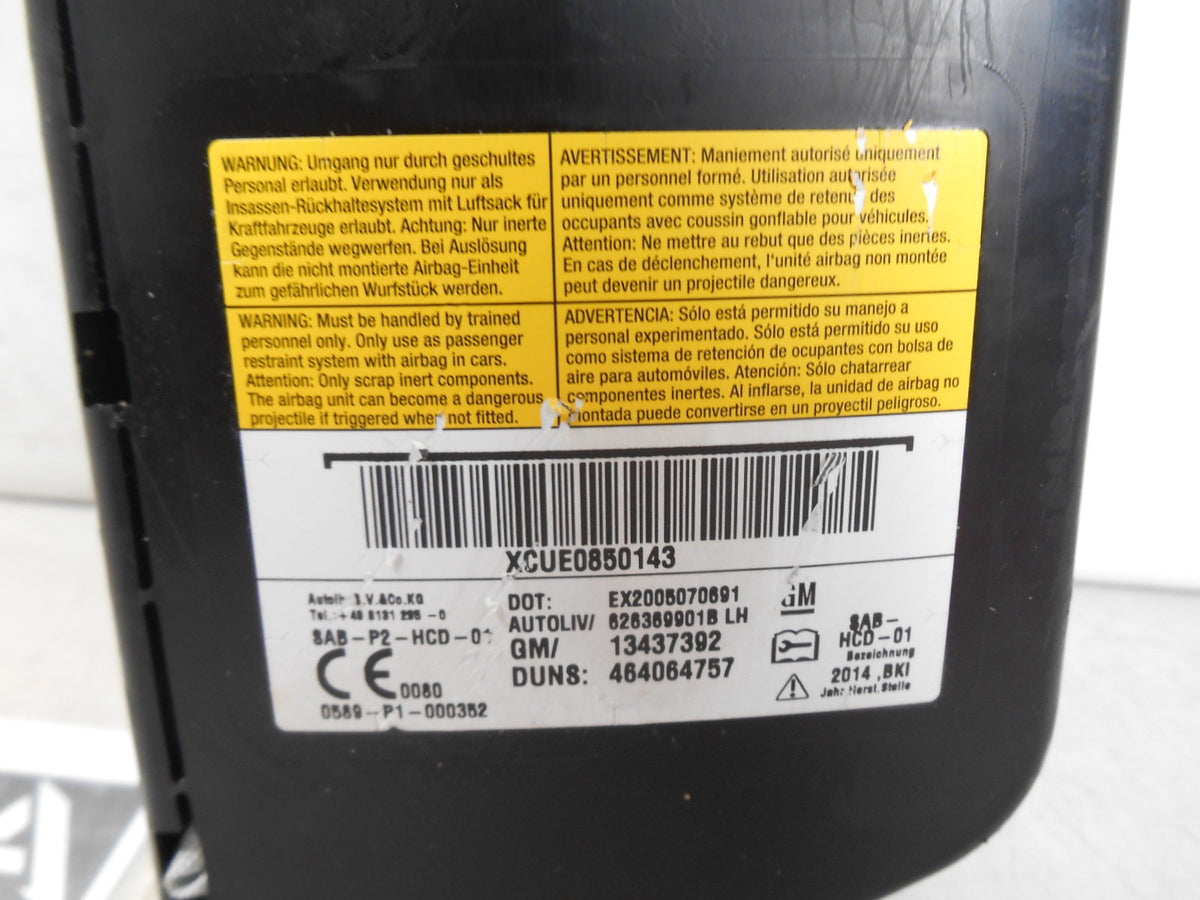 WARNUNG: Umgang nur durch geschultes
Personal erlaubt. Verwendung nur als
Insassen-Rückhaltesystem mit Luftsack für
Kraftfahrzeuge erlaubt. Achtung: Nur inerte
Gegenstände wegwerfen. Bei Auslösung
kann die nicht montierte Airbag-Einheit
zum gefährlichen Wurfstück werden.
AVERTISSEMENT: Maniement autorisé uniquement
par un personnel formé. Utilisation autorisée
uniquement comme système de retenue des
occupants avec coussin gonflable pour véhicules.
Attention: Ne mettre au rebut que des pièces inertes.
En cas de déclenchement, l'unité airbag non montée
peut devenir un projectile dangereux.
WARNING: Must be handled by trained
personnel only. Only use as passenger
restraint system with airbag in cars.
Attention: Only scrap inert components.
The airbag unit can become a dangerous
projectile if triggered when not fitted.
ADVERTENCIA: Sólo está permitido su manejo a
personal experimentado. Sólo está permitido su uso
como sistema de retención de ocupantes con bolsa de
aire para automóviles. Atención: Sólo chatarrear
componentes inertes. Al inflarse, la unidad de airbag no
montada puede convertirse en un proyectil peligroso.
XCUE0850143
B.V.&Co.KG
SAB-P2-HCD-01
CE 0080
0589-P1-000352
DOT: EX2005070691
AUTOLIV/ 626369901B LH
GM/ 13437392
DUNS: 464064757
GM
SAB-
HCD-01
Bezeichnung
2014 ,BKI
Jahr Herst.Stelle